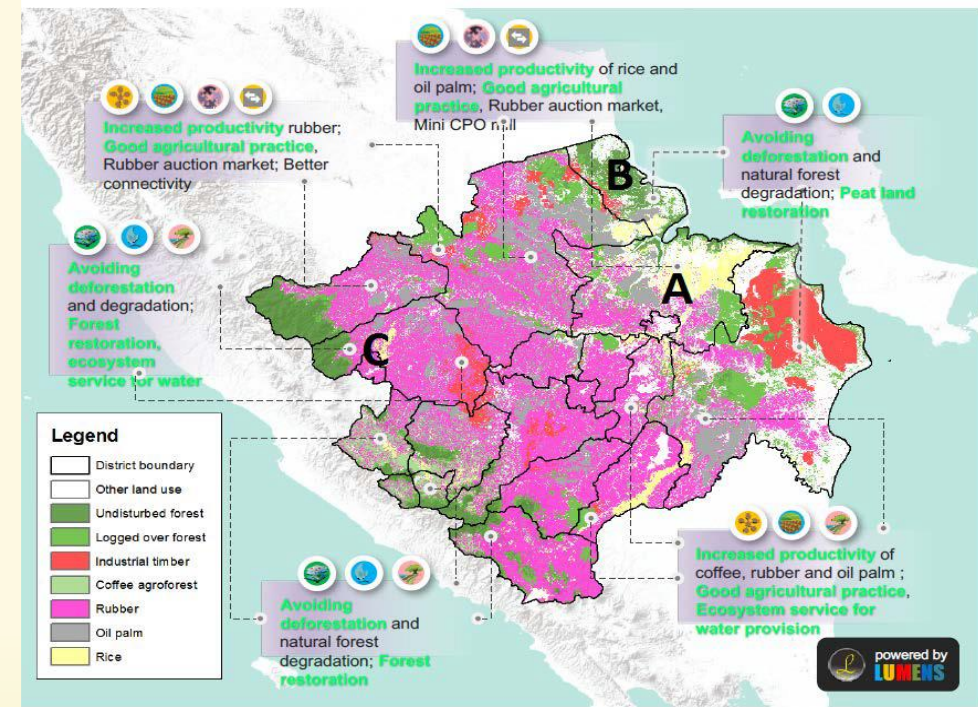 Increased productivity of rice and
oil palm; Good agricultural
practice, Rubber auction market,
Mini CPO
Increased productivity rubber;
Good agricultural practice,
Rubber auction market; Better
connectivity
Avoiding
deforestation and
natural forest
degradation; Peat land
restoration
B
A
C
Avoiding
deforestation
and degradation;
Forest
restoration,
ecosystem
service for water
Legend
District boundary
Other land use
Undisturbed forest
Logged over forest
Industrial timber
Coffee agroforest
Rubber
Oil palm
Rice
Avoiding
deforestation and
natural forest
degradation; Forest
restoration
Increased productivity of
coffee, rubber and oil palm ;
Good agricultural practice,
Ecosystem service for
water provision
L
powered by
LUMENS